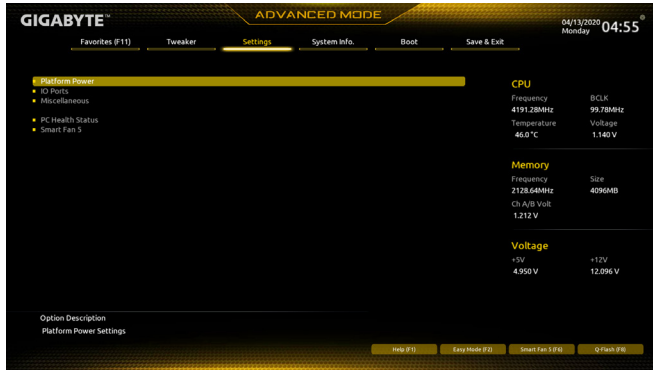 GIGABYTE™
ADVANCED MODE
04/13/2020
Monday
04:55
Favorites (F11) Tweaker Settings System Info. Boot Save & Exit
Platform Power
IO Ports
Miscellaneous
PC Health Status
Smart Fan 5
CPU
Frequency BCLK
4191.28MHz 99.78MHz
Temperature Voltage
46.0 °C 1.140 V
Memory
Frequency Size
2128.64MHz 4096MB
Ch A/B Volt
1.212 V
Voltage
+5V +12V
4.950 V 12.096 V
Option Description
Platform Power Settings
Help (F1) Easy Mode (F2) Smart Fan 5 (F6) Q-Flash (F8)